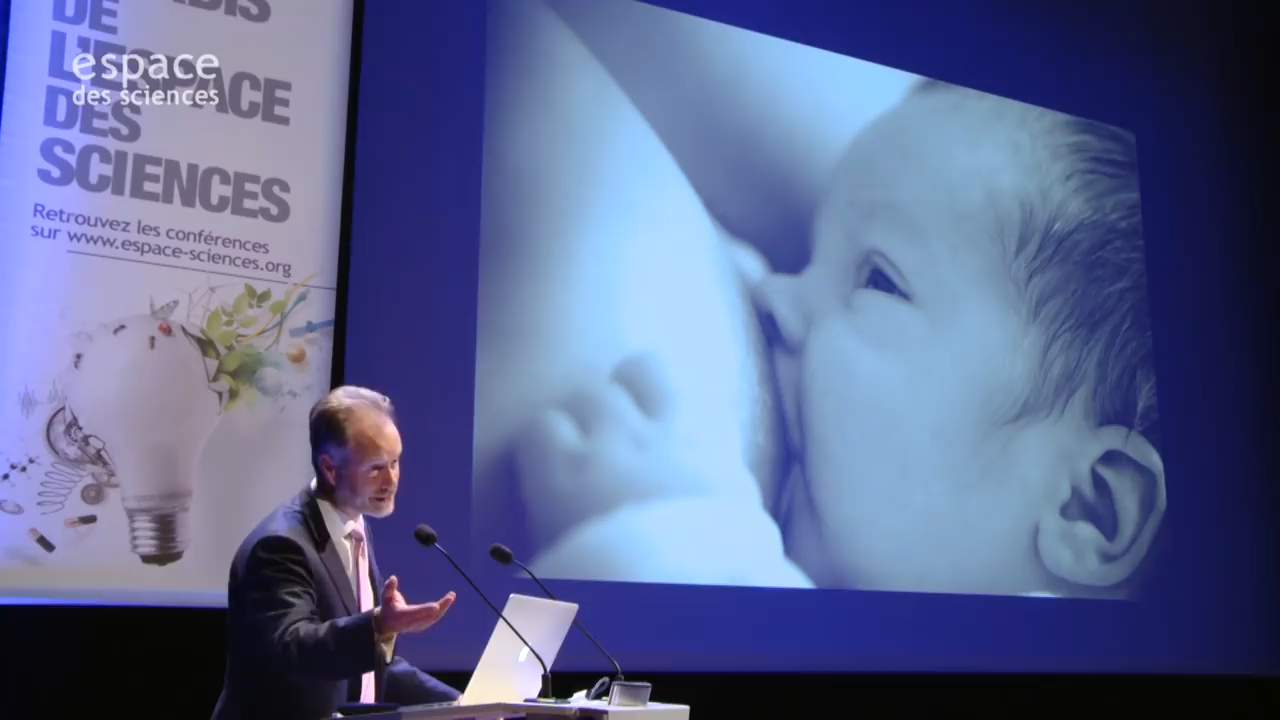 DE
L'ESPACE
DES
SCIENCES
Retrouvez les conférences
sur www.espace-sciences.org
espace
des sciences